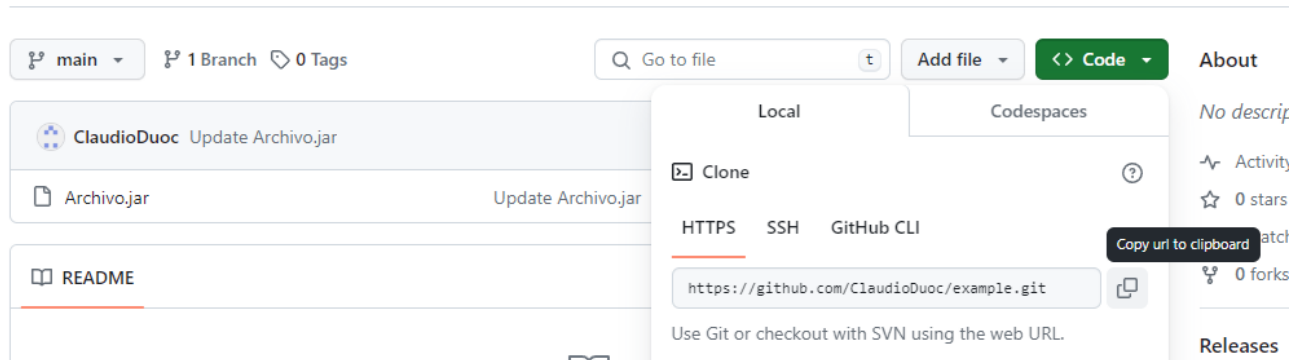 main 1 Branch 0 Tags Go to file t Add file <> Code About
Local Codespaces No descrip
ClaudioDuoc Update Archivo.jar
Clone Activity
Archivo.jar Update Archivo.jar 0 stars
HTTPS SSH GitHub CLI
Copy url to clipboard atch
README 0 forks
https://github.com/ClaudioDuoc/example.git
Use Git or checkout with SVN using the web URL.
Releases